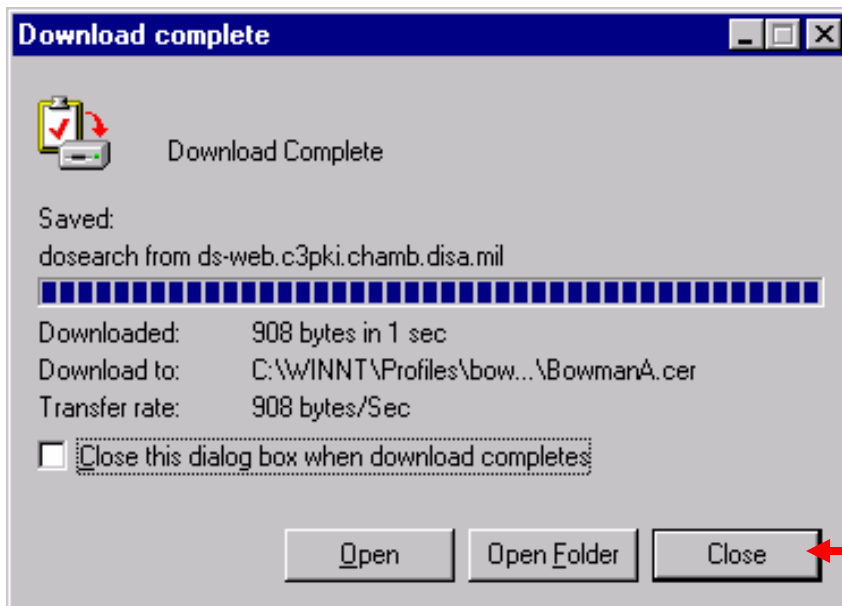 Download complete
Download Complete
Saved:
dosearch from ds-web.c3pki.chamb.disa.mil
Downloaded: 908 bytes in 1 sec
Download to: C:\WINNT\Profiles\bow...\BowmanA.cer
Transfer rate: 908 bytes/Sec
Close this dialog box when download completes
Open Open Folder Close